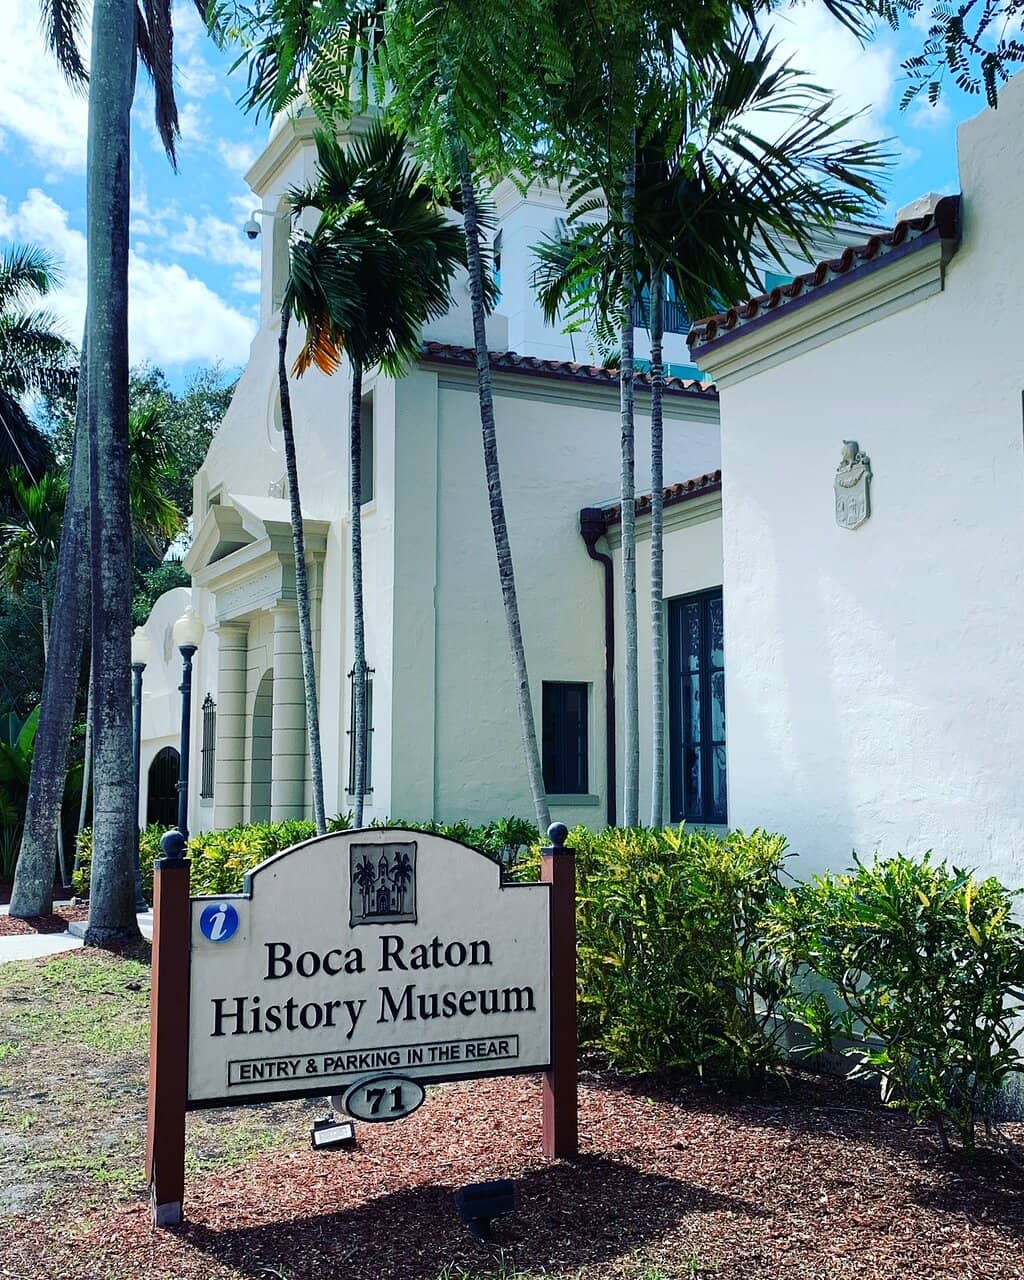 i
Boca Raton
History Museum
ENTRY & PARKING IN THE REAR
71